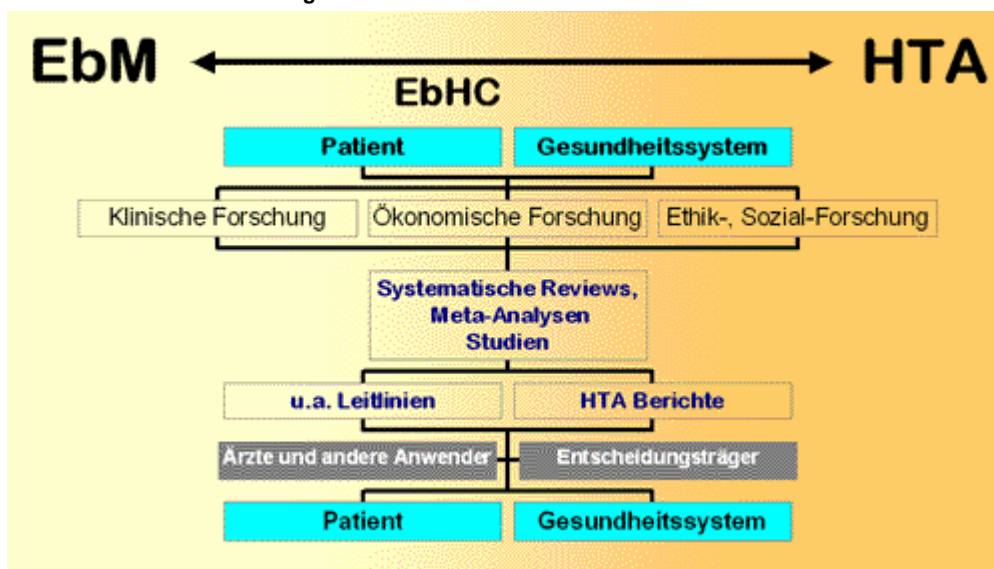 EbM HTA
EbHC
Patient Gesundheitssystem
Klinische Forschung Ökonomische Forschung Ethik-, Sozial-Forschung
Systematische Reviews,
Meta-Analysen
Studien
u.a. Leitlinien HTA Berichte
Ärzte und andere Anwender Entscheidungsträger
Patient Gesundheitssystem